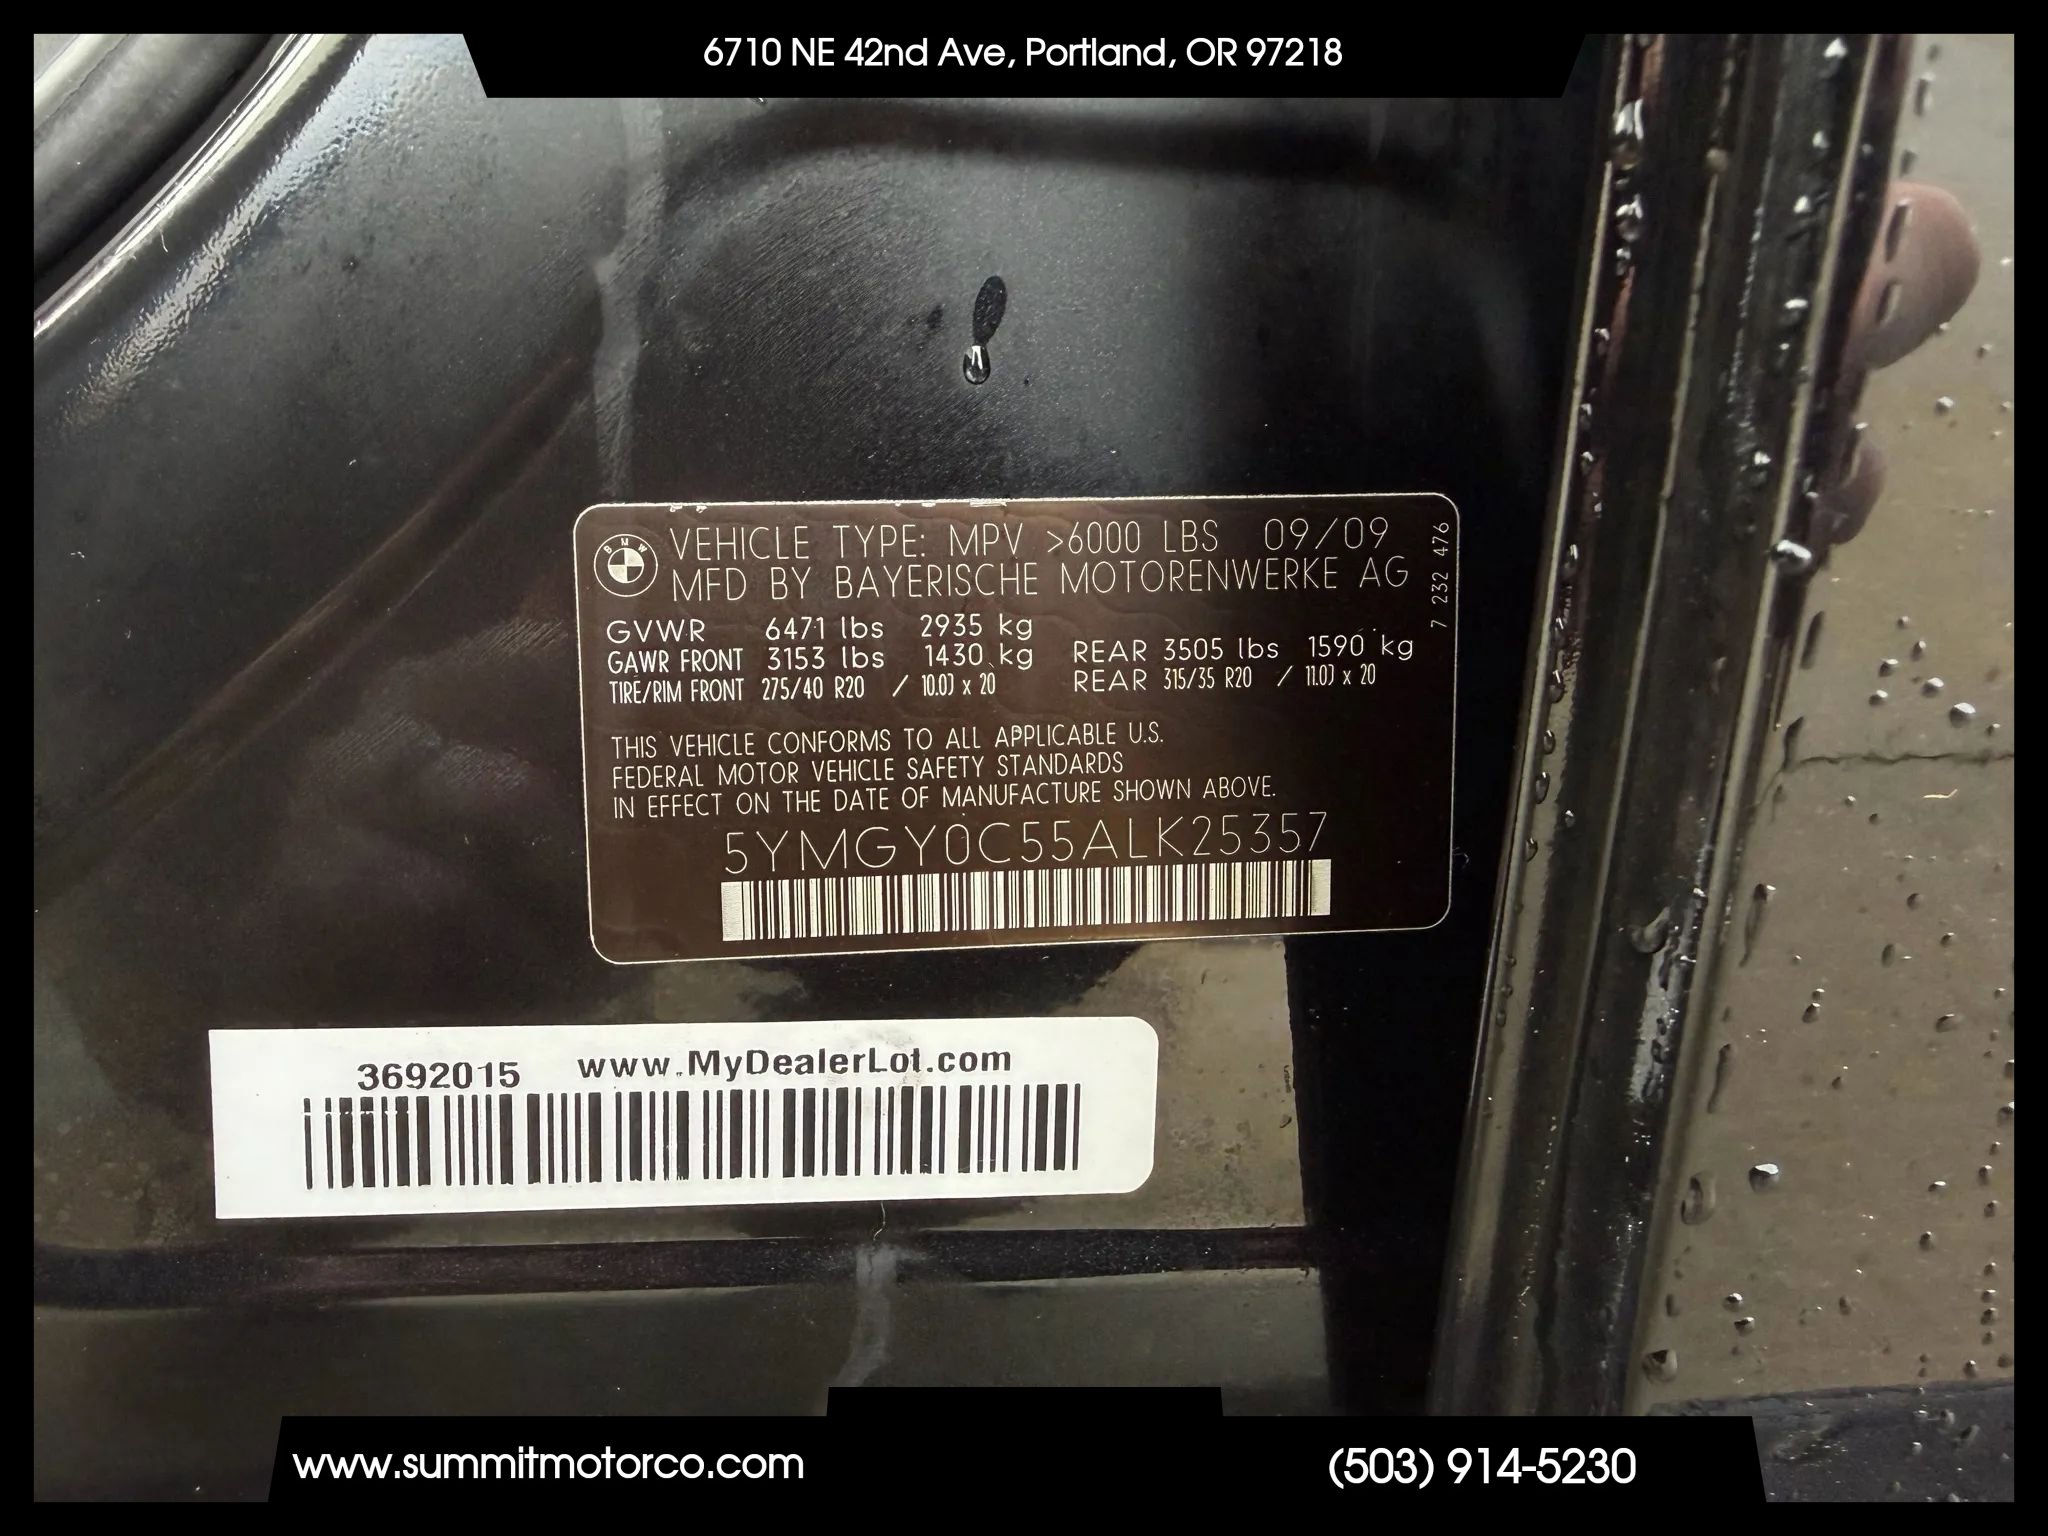 6710 NE 42nd Ave, Portland, OR 97218
BMW
VEHICLE TYPE: MPV >6000 LBS 09/09
MFD BY BAYERISCHE MOTORENWERKE AG
7 232 476
GVWR 6471 lbs 2935 kg
GAWR FRONT 3153 lbs 1430 kg REAR 3505 lbs 1590 kg
TIRE/RIM FRONT 275/40 R20 / 10.0J x 20 REAR 315/35 R20 / 11.0J x 20
THIS VEHICLE CONFORMS TO ALL APPLICABLE U.S.
FEDERAL MOTOR VEHICLE SAFETY STANDARDS
IN EFFECT ON THE DATE OF MANUFACTURE SHOWN ABOVE.
5YMGY0C55ALK25357
3692015 www.MyDealerLot.com
www.summitmotorco.com (503) 914-5230